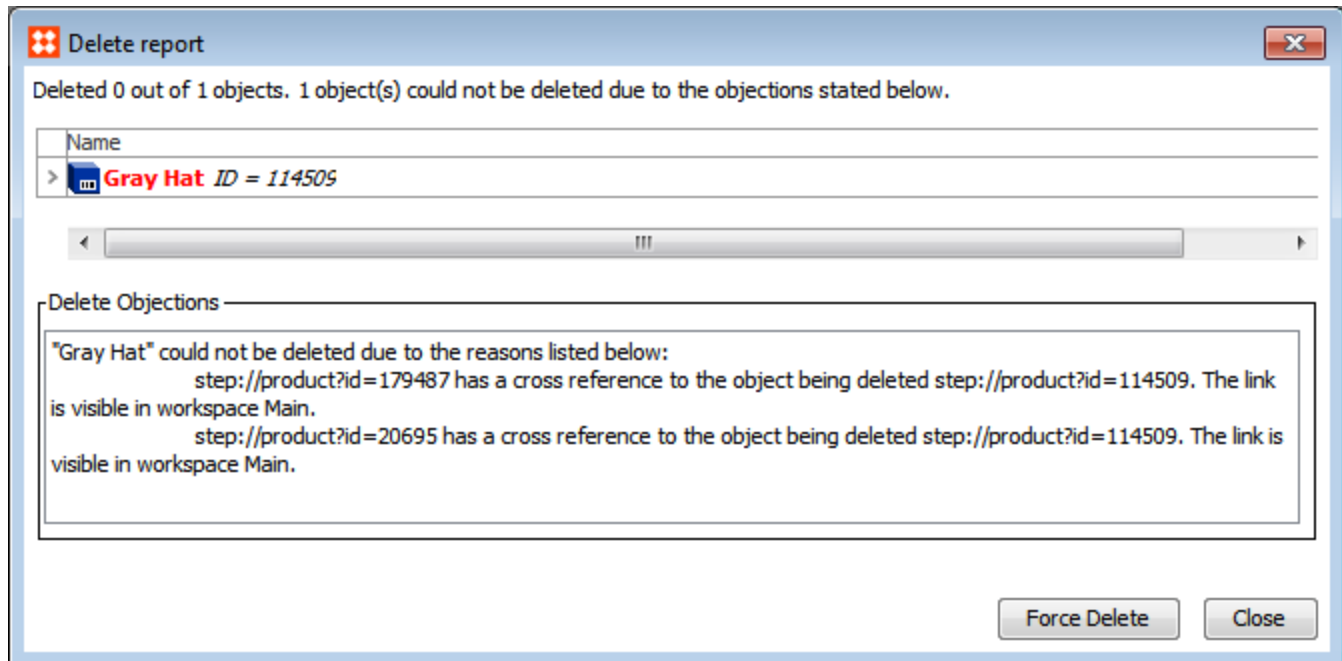 Delete report
Deleted 0 out of 1 objects. 1 object(s) could not be deleted due to the objections stated below.
Name
Gray Hat ID = 114509
Delete Objections
"Gray Hat" could not be deleted due to the reasons listed below:
step://product?id=179487 has a cross reference to the object being deleted step://product?id=114509. The link
is visible in workspace Main.
step://product?id=20695 has a cross reference to the object being deleted step://product?id=114509. The link is
visible in workspace Main.
Force Delete Close